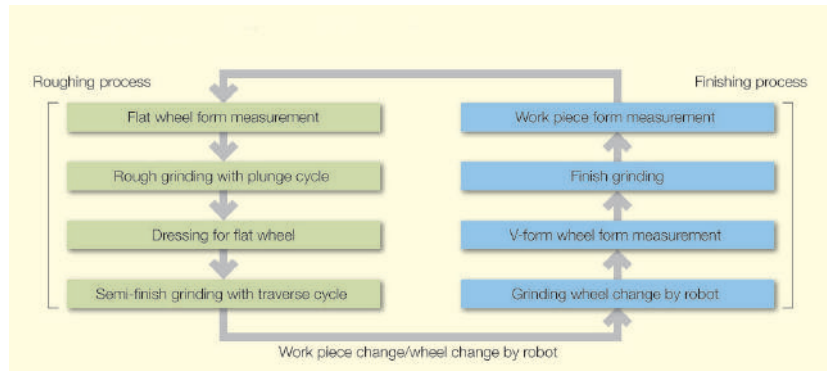 Roughing process
Finishing process
Flat wheel form measurement
Rough grinding with plunge cycle
Dressing for flat wheel
Semi-finish grinding with traverse cycle
Work piece form measurement
Finish grinding
V-form wheel form measurement
Grinding wheel change by robot
Work piece change/wheel change by robot